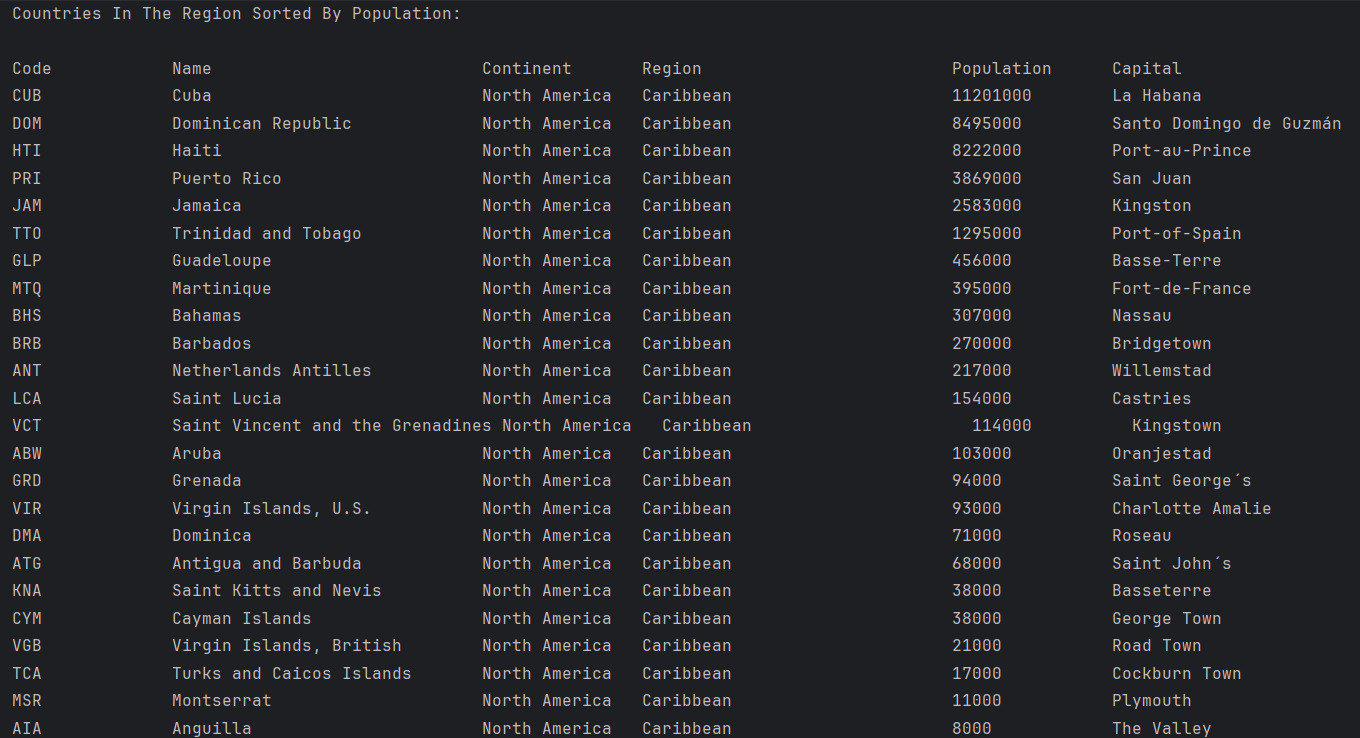 Countries In The Region Sorted By Population:
Code Name Continent Region Population Capital
CUB Cuba North America Caribbean 11201000 La Habana
DOM Dominican Republic North America Caribbean 8495000 Santo Domingo de Guzmán
HTI Haiti North America Caribbean 8222000 Port-au-Prince
PRI Puerto Rico North America Caribbean 3869000 San Juan
JAM Jamaica North America Caribbean 2583000 Kingston
TTO Trinidad and Tobago North America Caribbean 1295000 Port-of-Spain
GLP Guadeloupe North America Caribbean 456000 Basse-Terre
MTQ Martinique North America Caribbean 395000 Fort-de-France
BHS Bahamas North America Caribbean 307000 Nassau
BRB Barbados North America Caribbean 270000 Bridgetown
ANT Netherlands Antilles North America Caribbean 217000 Willemstad
LCA Saint Lucia North America Caribbean 154000 Castries
VCT Saint Vincent and the Grenadines North America Caribbean 114000 Kingstown
ABW Aruba North America Caribbean 103000 Oranjestad
GRD Grenada North America Caribbean 94000 Saint George´s
VIR Virgin Islands, U.S. North America Caribbean 93000 Charlotte Amalie
DMA Dominica North America Caribbean 71000 Roseau
ATG Antigua and Barbuda North America Caribbean 68000 Saint John´s
KNA Saint Kitts and Nevis North America Caribbean 38000 Basseterre
CYM Cayman Islands North America Caribbean 38000 George Town
VGB Virgin Islands, British North America Caribbean 21000 Road Town
TCA Turks and Caicos Islands North America Caribbean 17000 Cockburn Town
MSR Montserrat North America Caribbean 11000 Plymouth
AIA Anguilla North America Caribbean 8000 The Valley